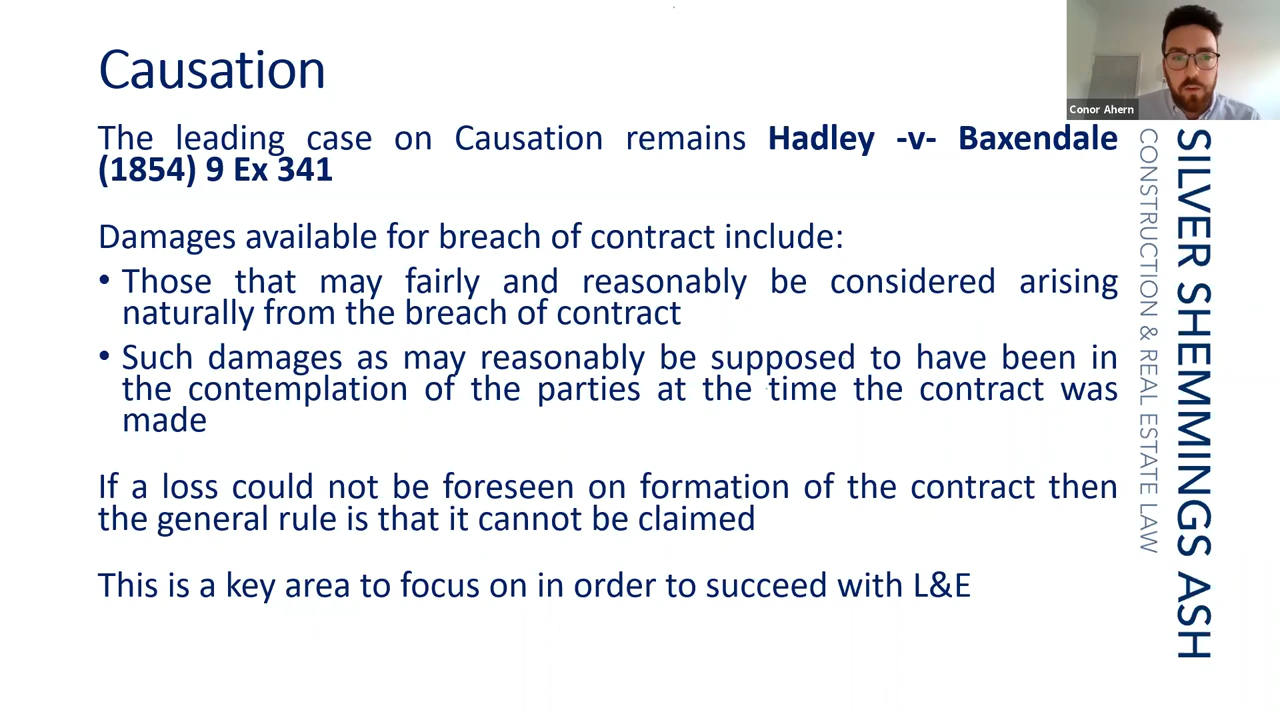 Causation
The leading case on Causation remains Hadley -v- Baxendale
(1854) 9 Ex 341
Damages available for breach of contract include:
• Those that may fairly and reasonably be considered arising
naturally from the breach of contract
• Such damages as may reasonably be supposed to have been in
the contemplation of the parties at the time the contract was
made
If a loss could not be foreseen on formation of the contract then
the general rule is that it cannot be claimed
This is a key area to focus on in order to succeed with L&E
Conor Ahern
SILVER SHEMMINGS ASH
CONSTRUCTION & REAL ESTATE LAW